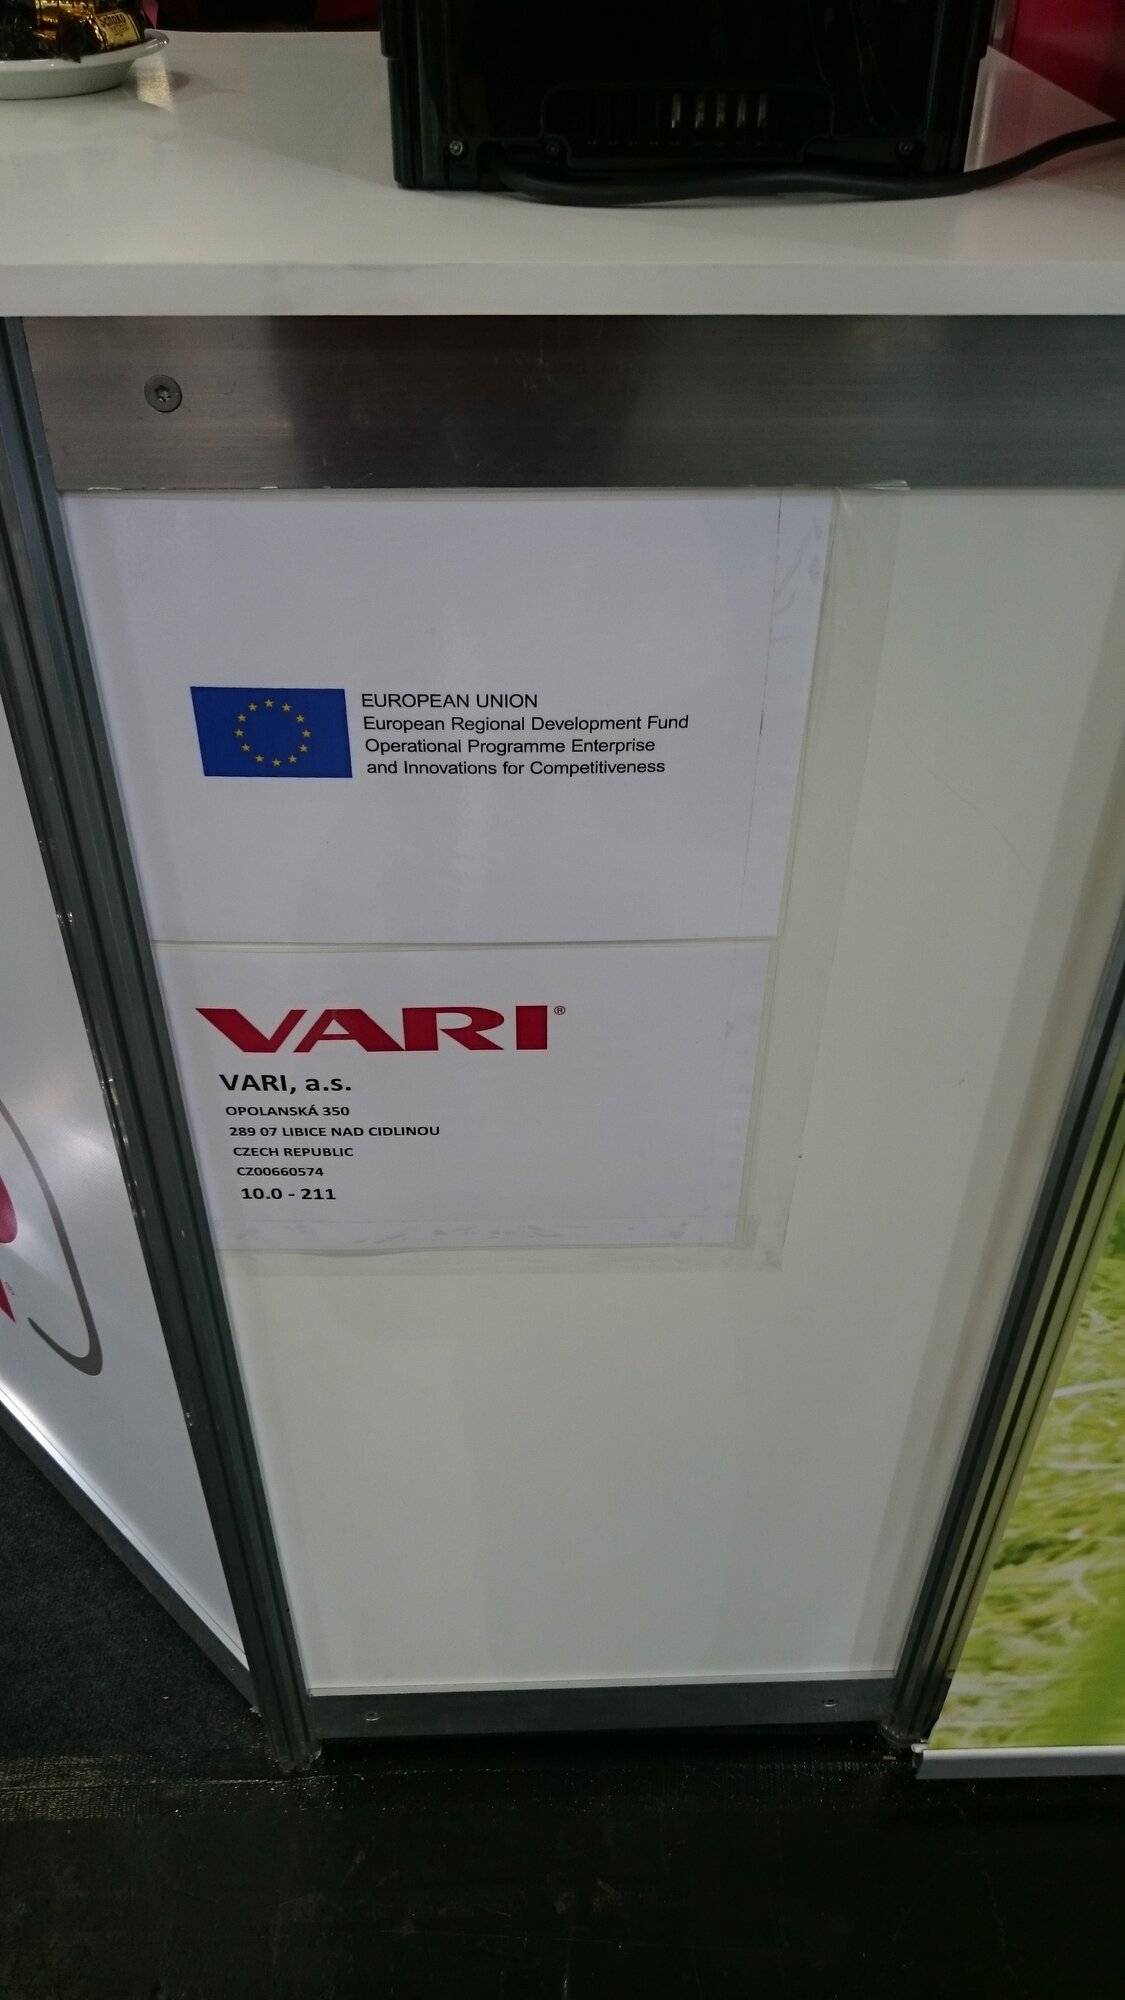 SCHOKO
EUROPEAN UNION
European Regional Development Fund
Operational Programme Enterprise
and Innovations for Competitiveness
VARI®
VARI, a.s.
OPOLANSKÁ 350
289 07 LIBICE NAD CIDLINOU
CZECH REPUBLIC
CZ00660574
10.0 - 211